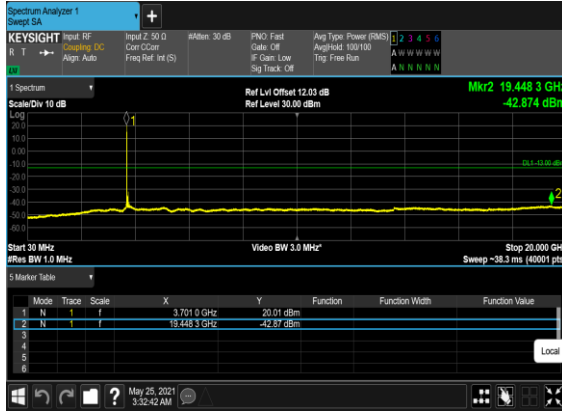 Spectrum Analyzer 1
Swept SA
+
KEYSIGHT Input: RF Input Z: 50 Ω #Atten: 30 dB PNO: Fast Avg Type: Power (RMS) 1 2 3 4 5 6
R T Coupling: DC Corr CCorr Gate: Off Avg|Hold: 100/100 A W W W W W
Align: Auto Freq Ref: Int (S) IF Gain: Low Trig: Free Run
Sig Track: Off A N N N N N
1 Spectrum
Ref Lvl Offset 12.03 dB Mkr2 19.448 3 GHz
Scale/Div 10 dB Ref Level 30.00 dBm -42.874 dBm
Log
20.0 1
10.0
0.00
-10.0 DL1 -13.00 dBm
-20.0
-30.0
-40.0 2
-50.0
-60.0
Start 30 MHz Video BW 3.0 MHz* Stop 20.000 GH
#Res BW 1.0 MHz Sweep ~38.3 ms (40001 pts
5 Marker Table
Mode Trace Scale X Y Function Function Width Function Value
1 N 1 f 3.701 0 GHz 20.01 dBm
2 N 1 f 19.448 3 GHz -42.87 dBm
3
4
5
6
Local
? May 25, 2021
3:32:42 AM